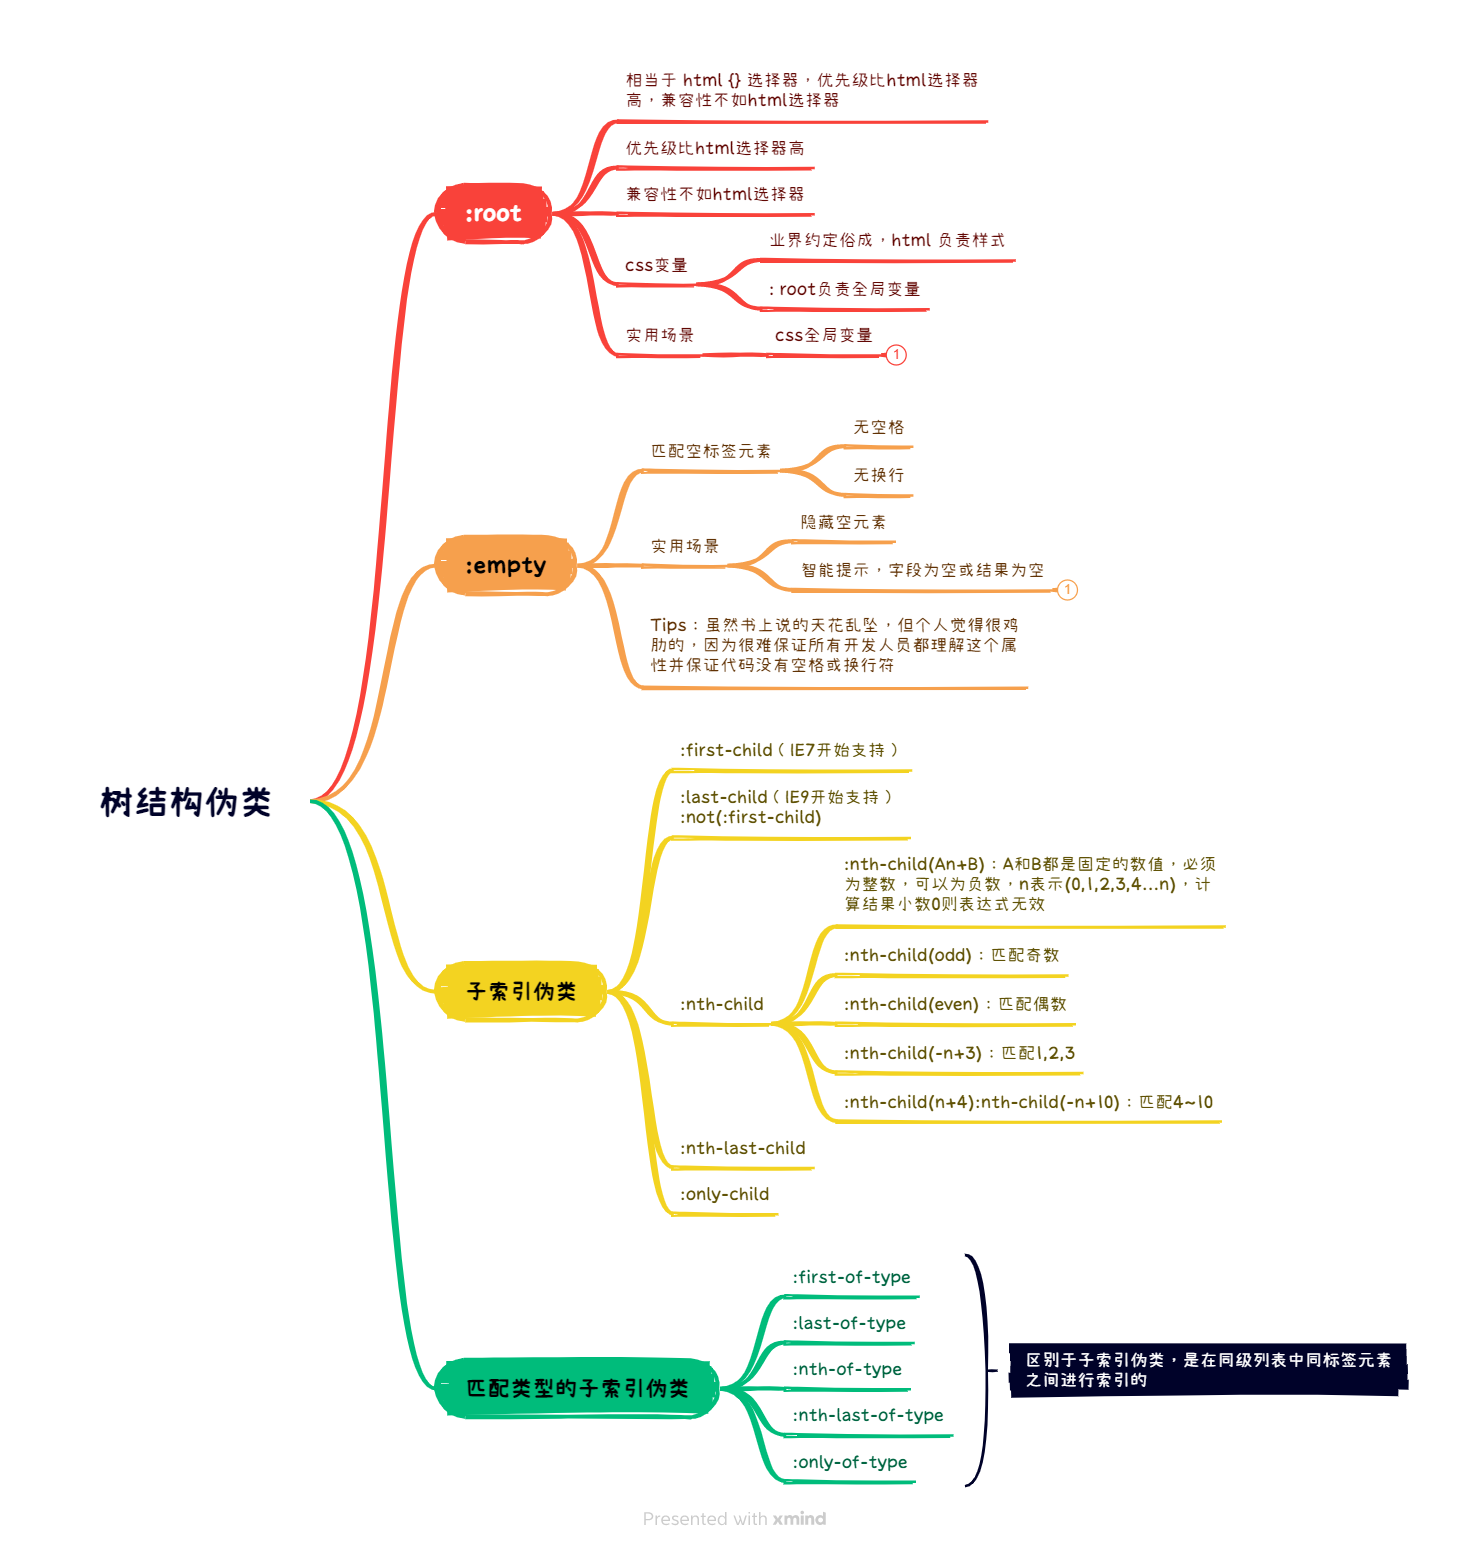 树结构伪类
:root
相当于 html {} 选择器，优先级比html选择器
高，兼容性不如html选择器
优先级比html选择器高
兼容性不如html选择器
css变量
业界约定俗成，html 负责样式
: root负责全局变量
实用场景
css全局变量
1
:empty
匹配空标签元素
无空格
无换行
实用场景
隐藏空元素
智能提示，字段为空或结果为空
1
Tips：虽然书上说的天花乱坠，但个人觉得很鸡
肋的，因为很难保证所有开发人员都理解这个属
性并保证代码没有空格或换行符
子索引伪类
:first-child（IE7开始支持）
:last-child（IE9开始支持）
:not(:first-child)
:nth-child
:nth-child(An+B)：A和B都是固定的数值，必须
为整数，可以为负数，n表示(0,1,2,3,4...n)，计
算结果小数0则表达式无效
:nth-child(odd)：匹配奇数
:nth-child(even)：匹配偶数
:nth-child(-n+3)：匹配1,2,3
:nth-child(n+4):nth-child(-n+10)：匹配4~10
:nth-last-child
:only-child
匹配类型的子索引伪类
:first-of-type
:last-of-type
:nth-of-type
:nth-last-of-type
:only-of-type
区别于子索引伪类，是在同级列表中同标签元素
之间进行索引的
Presented with xmind